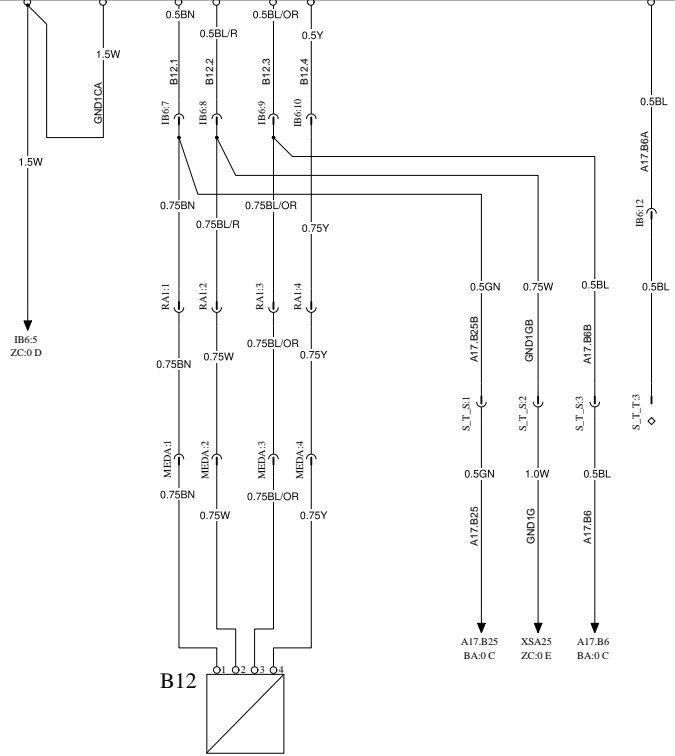 0.5BN
0.5BL/OR
0.5BL/R
0.5Y
1.5W
B12.1
B12.2
B12.3
B12.4
GND1CA
0.5BL
IB6:7
IB6:8
IB6:9
IB6:10
A17.B6A
1.5W
0.75BN
0.75BL/R
0.75BL/OR
0.75Y
IB6:12
RA1:1
RA1:2
RA1:3
RA1:4
0.5GN
0.75W
0.5BL
0.5BL
IB6:5
ZC:0 D
0.75BN
0.75W
0.75BL/OR
0.75Y
A17.B25B
GND1GB
A17.B6B
S_T_S:1
S_T_S:2
S_T_S:3
S_T_T:3
MEDA:1
MEDA:2
MEDA:3
MEDA:4
0.75BN
0.75W
0.75BL/OR
0.75Y
0.5GN
1.0W
0.5BL
A17.B25
GND1G
A17.B6
A17.B25
BA:0 C
XSA25
ZC:0 E
A17.B6
BA:0 C
B12
1
2
3
4